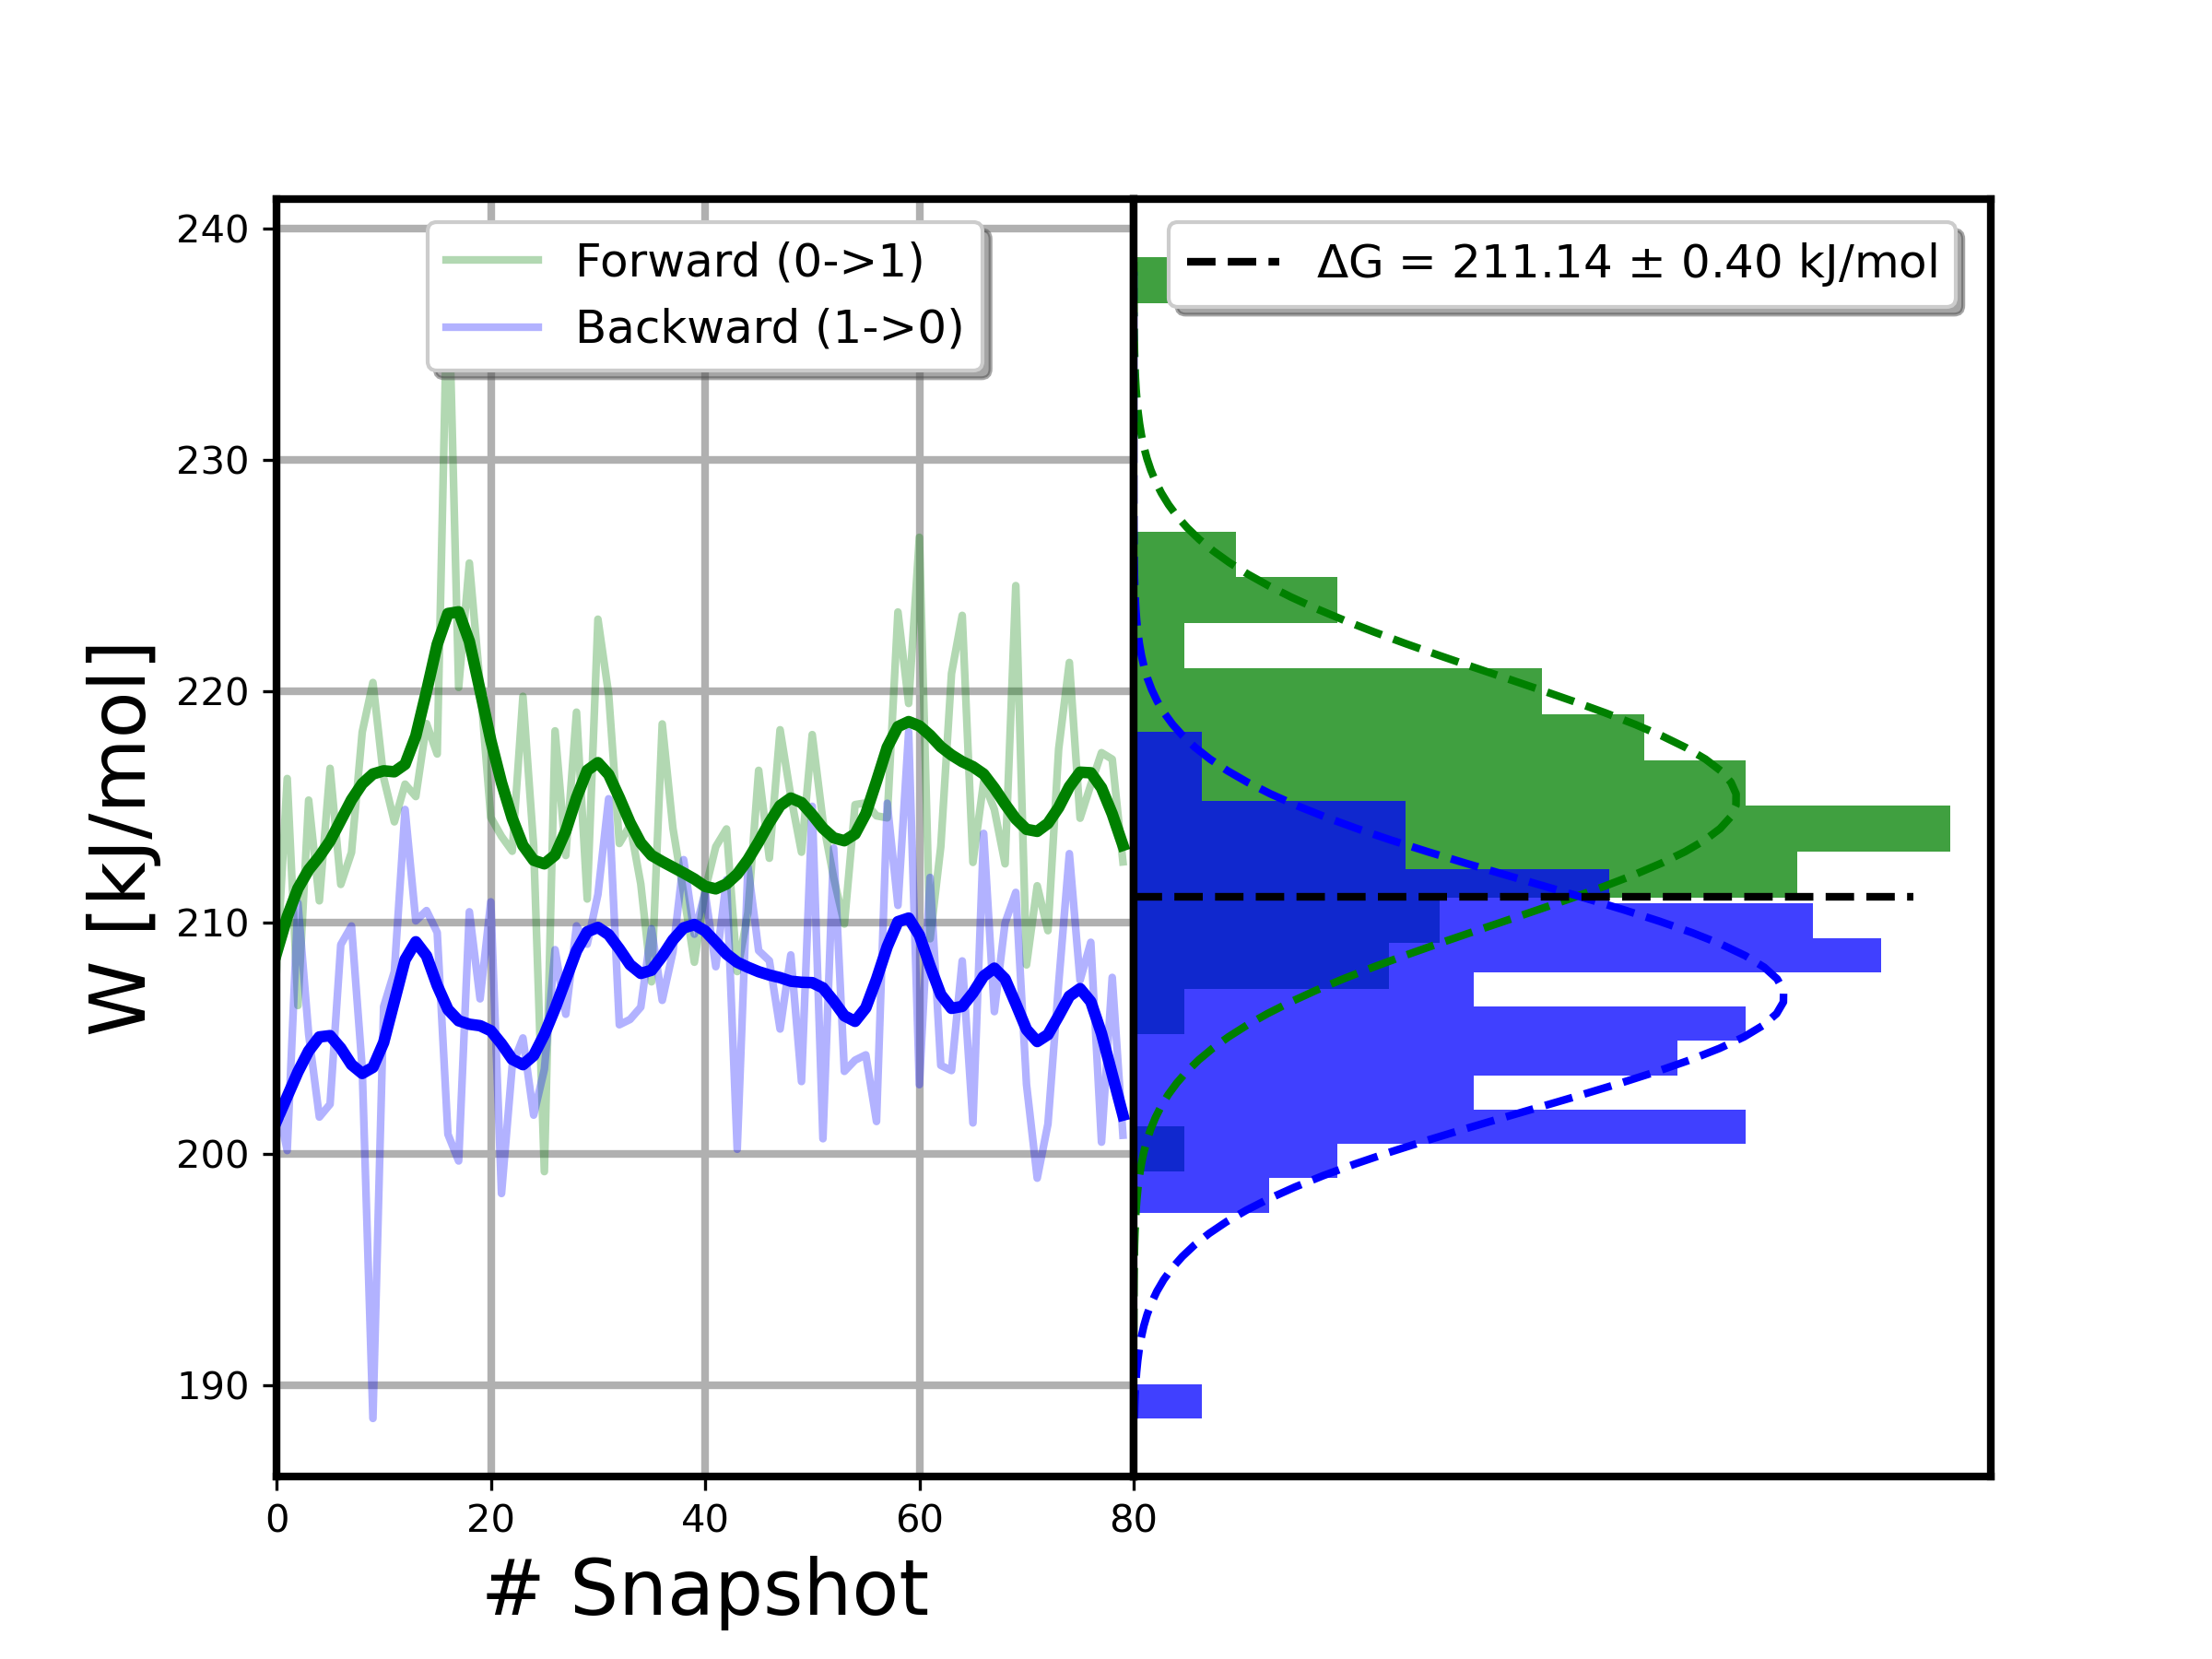 240
230
220
210
200
190
W [kJ/mol]
Forward (0->1)
Backward (1->0)
ΔG = 211.14 ± 0.40 kJ/mol
0 20 40 60 80
# Snapshot